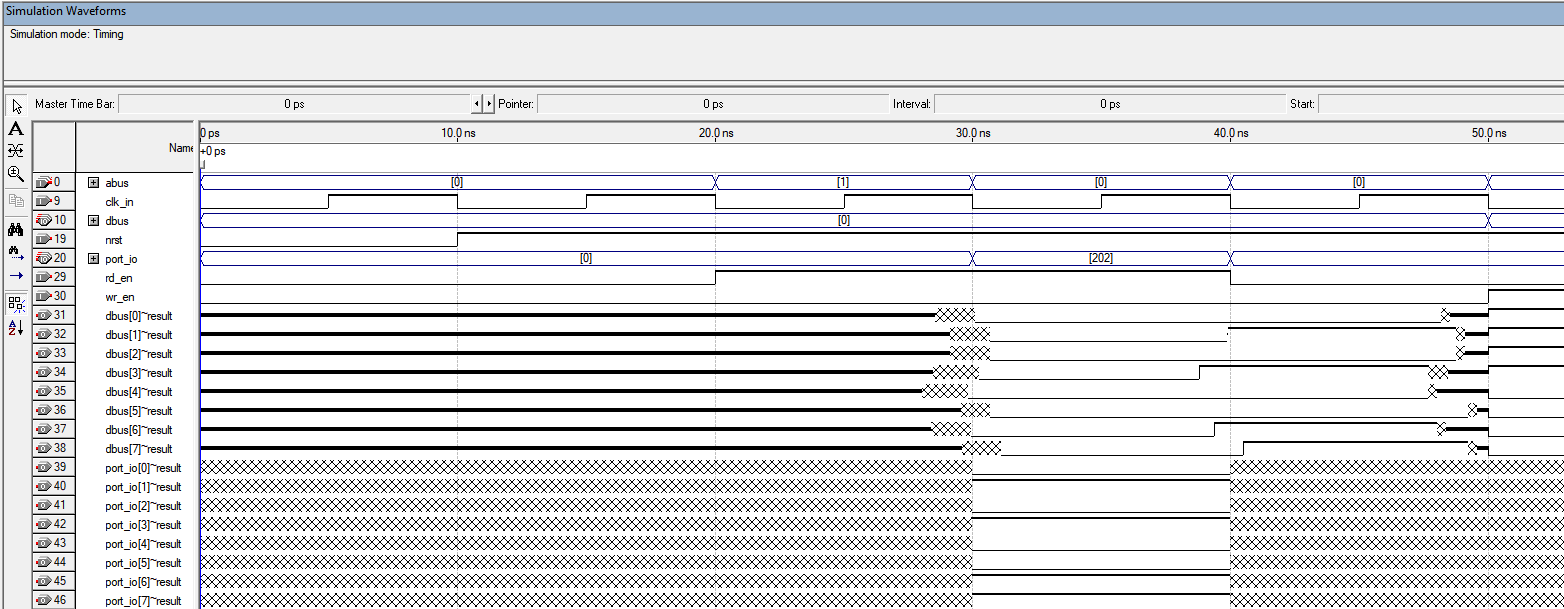 Simulation Waveforms
Simulation mode: Timing
Master Time Bar: 0 ps Pointer: 0 ps Interval: 0 ps Start:
Name 0 ps 10.0 ns 20.0 ns 30.0 ns 40.0 ns 50.0 ns
+0 ps
0 abus [0] [1] [0] [0]
9 clk_in
10 dbus [0]
19 nrst
20 port_io [0] [202]
29 rd_en
30 wr_en
31 dbus[0]~result
32 dbus[1]~result
33 dbus[2]~result
34 dbus[3]~result
35 dbus[4]~result
36 dbus[5]~result
37 dbus[6]~result
38 dbus[7]~result
39 port_io[0]~result
40 port_io[1]~result
41 port_io[2]~result
42 port_io[3]~result
43 port_io[4]~result
44 port_io[5]~result
45 port_io[6]~result
46 port_io[7]~result